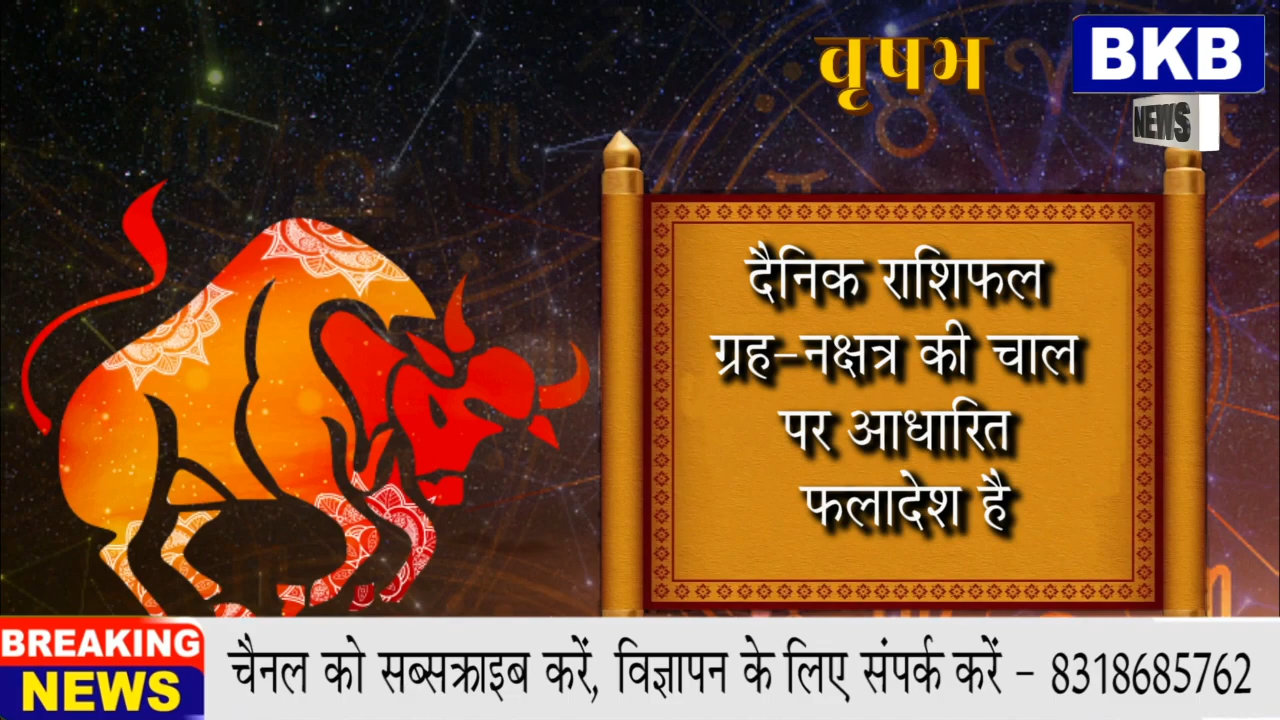 वृषभ
BKB
NEWS
दैनिक राशिफल
ग्रह-नक्षत्र की चाल
पर आधारित
फलादेश है
BREAKING
NEWS
चैनल को सब्सक्राइब करें, विज्ञापन के लिए संपर्क करें - 8318685762